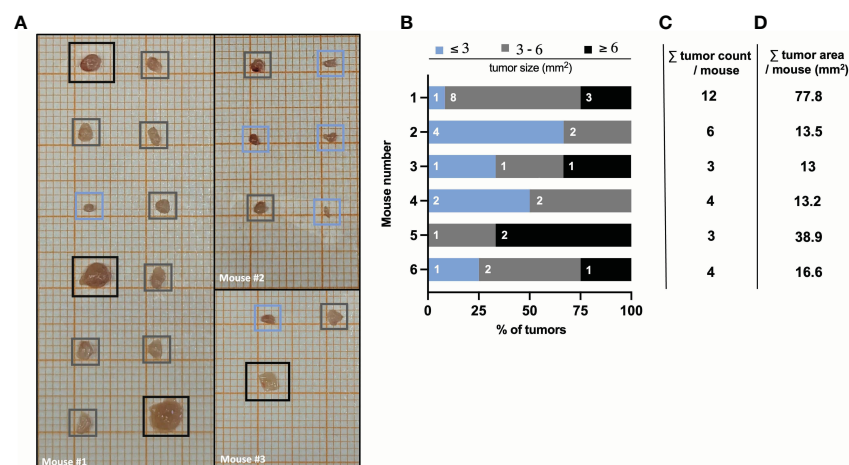 A
B
C
D
≤ 3
3 - 6
≥ 6
tumor size (mm²)
∑ tumor count
/ mouse
∑ tumor area
/ mouse (mm²)
Mouse number
1
1
8
3
12
77.8
2
4
2
6
13.5
3
1
1
1
3
13
4
2
2
4
13.2
5
1
2
3
38.9
6
1
2
1
4
16.6
0
25
50
75
100
% of tumors
Mouse #1
Mouse #2
Mouse #3